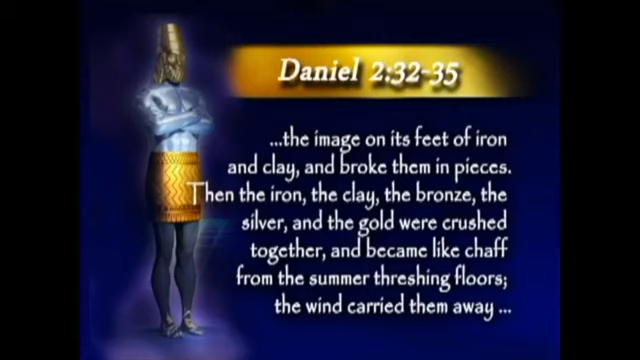 Daniel 2:32-35
...the image on its feet of iron
and clay, and broke them in pieces.
Then the iron, the clay, the bronze, the
silver, and the gold were crushed
together, and became like chaff
from the summer threshing floors;
the wind carried them away ...